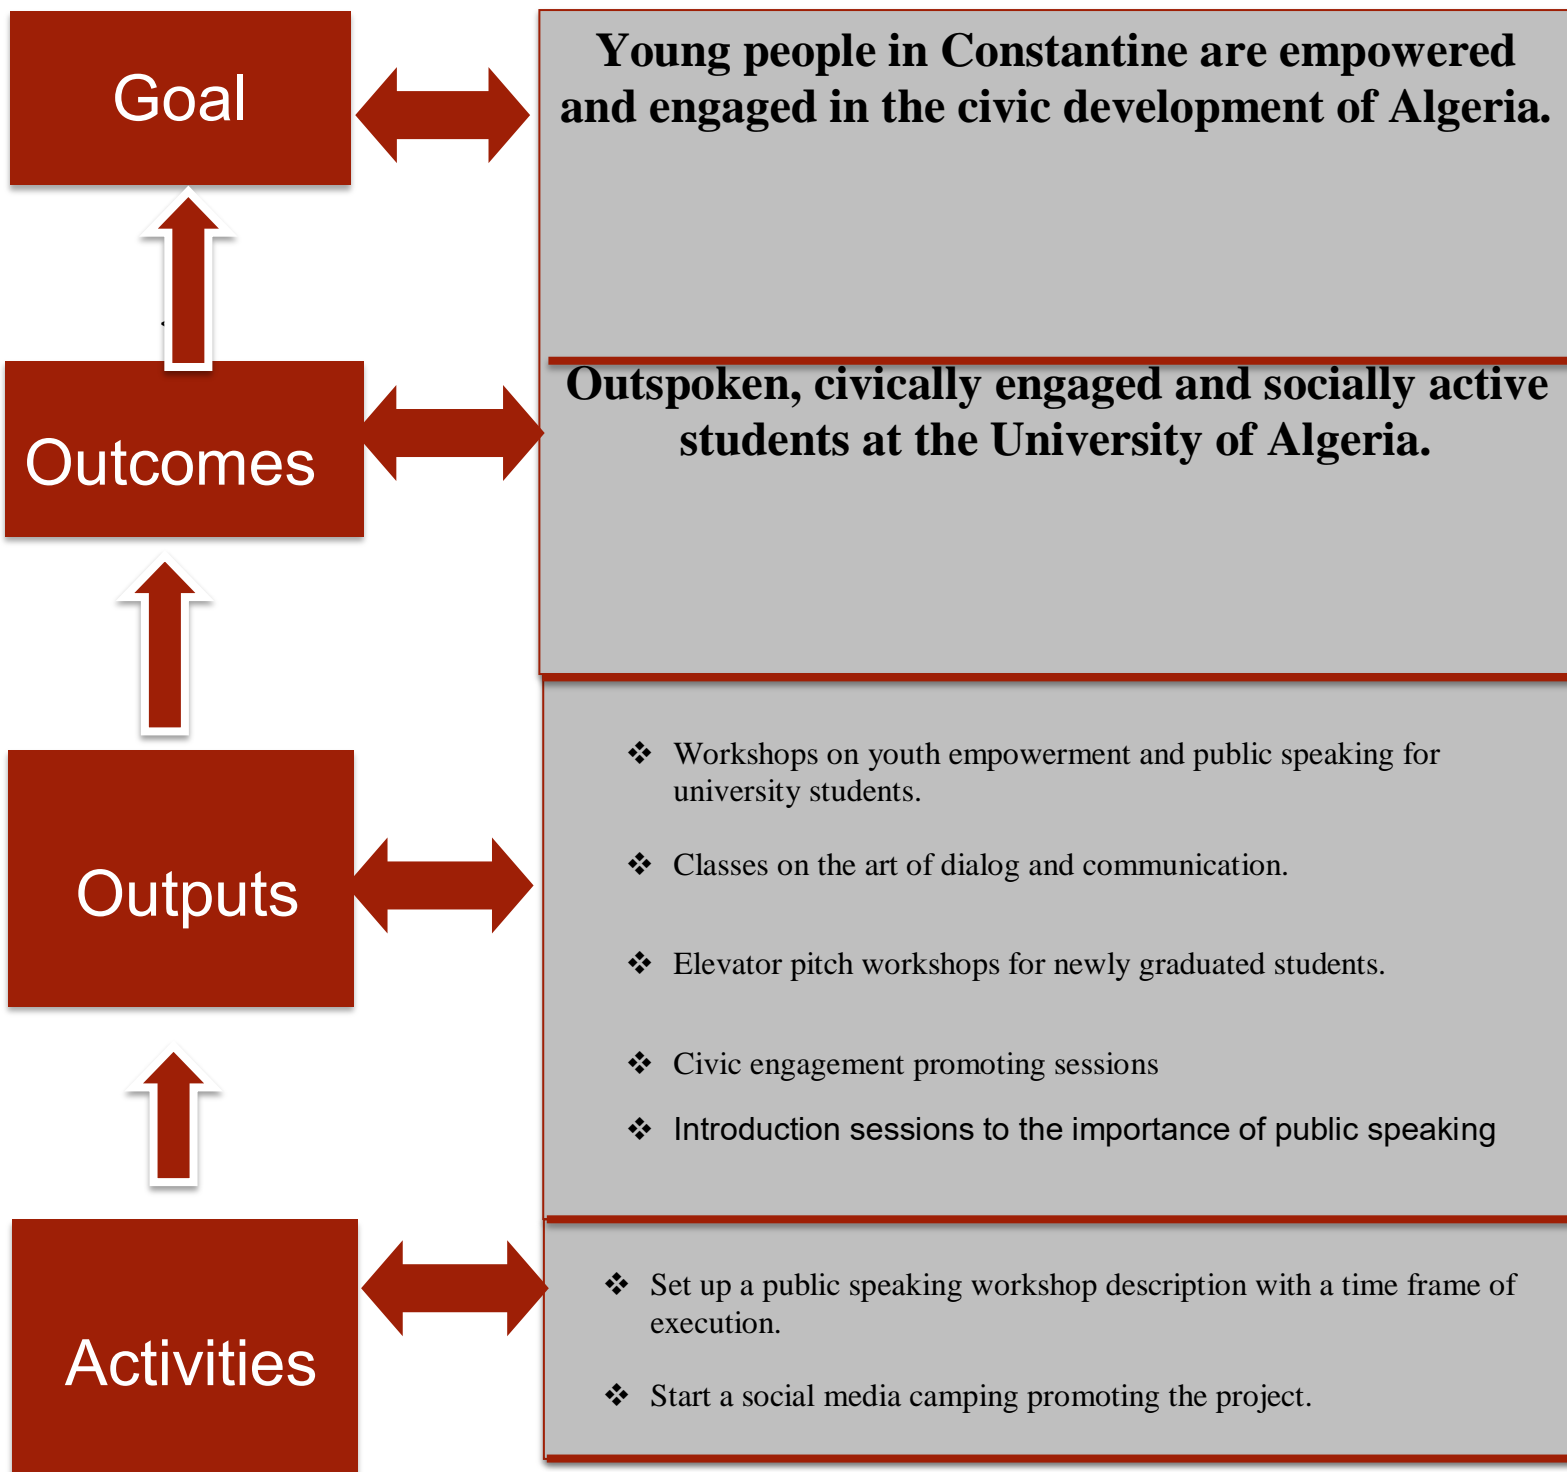 Goal
Young people in Constantine are empowered
and engaged in the civic development of Algeria.
Outcomes
Outspoken, civically engaged and socially active
students at the University of Algeria.
Outputs
❖ Workshops on youth empowerment and public speaking for
university students.
❖ Classes on the art of dialog and communication.
❖ Elevator pitch workshops for newly graduated students.
❖ Civic engagement promoting sessions
❖ Introduction sessions to the importance of public speaking
Activities
❖ Set up a public speaking workshop description with a time frame of
execution.
❖ Start a social media camping promoting the project.